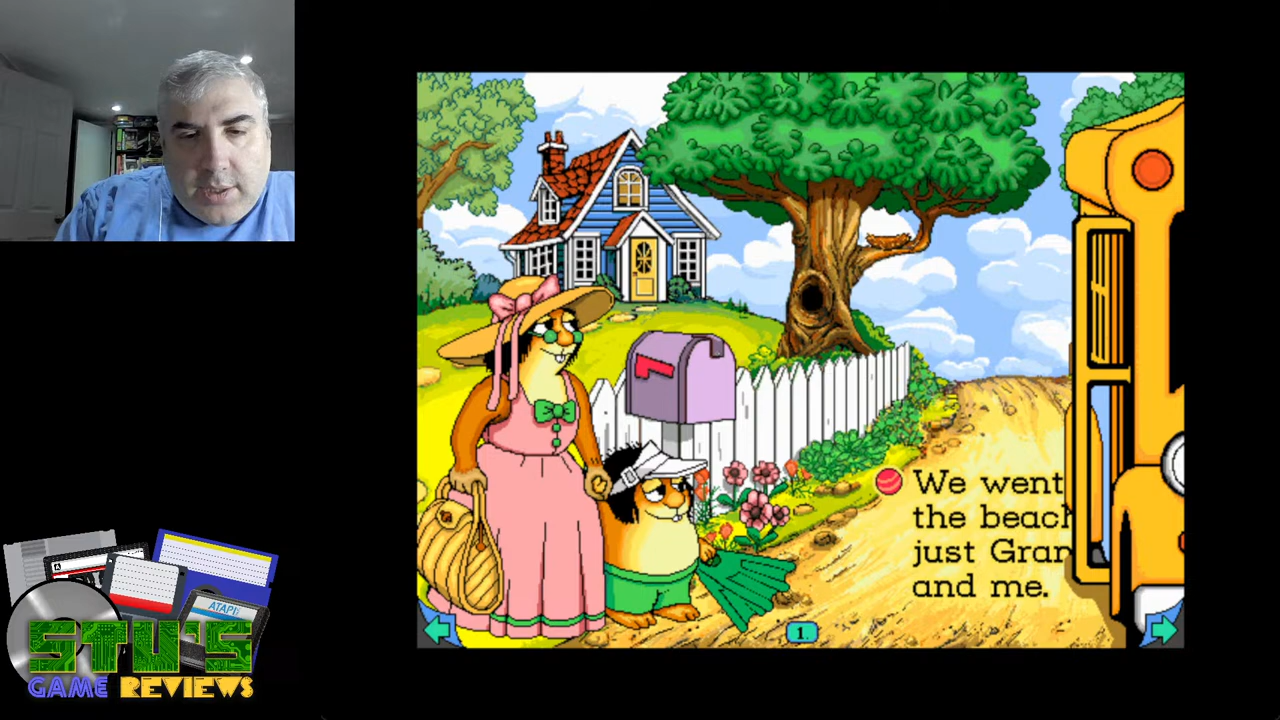 We went
the beach
just Gran
and me.
1
STU'S
GAME REVIEWS
ATAPI
A